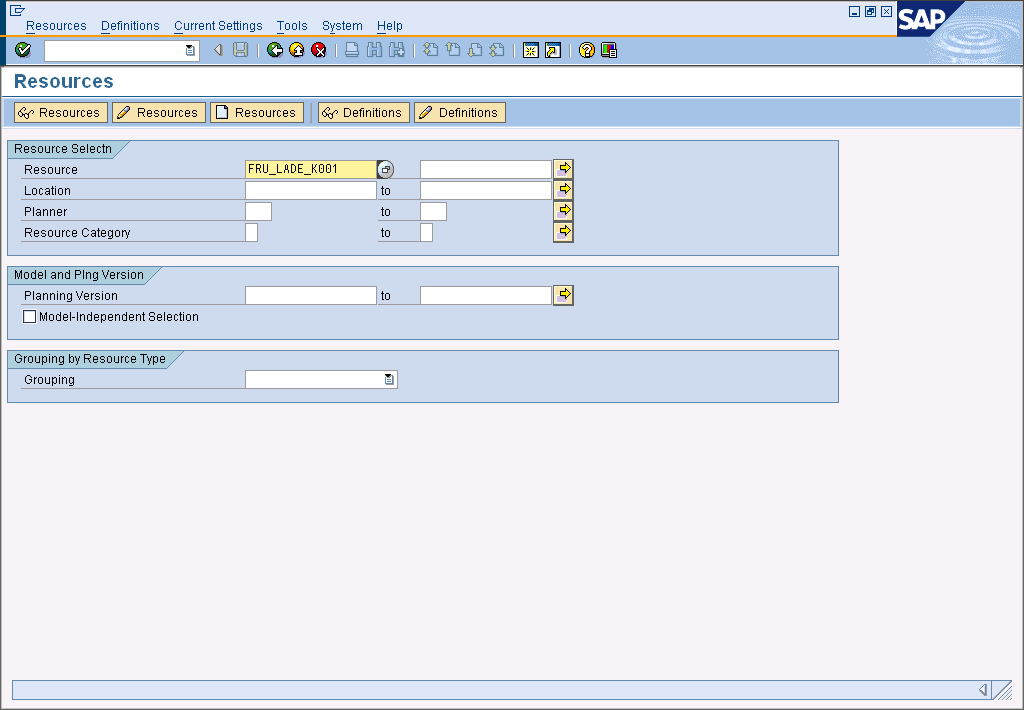 Resources Definitions Current Settings Tools System Help
SAP
Resources
Resources Resources Resources Definitions Definitions
Resource Selectn
Resource FRU_LADE_K001
Location to
Planner to
Resource Category to
Model and Plng Version
Planning Version to
Model-Independent Selection
Grouping by Resource Type
Grouping